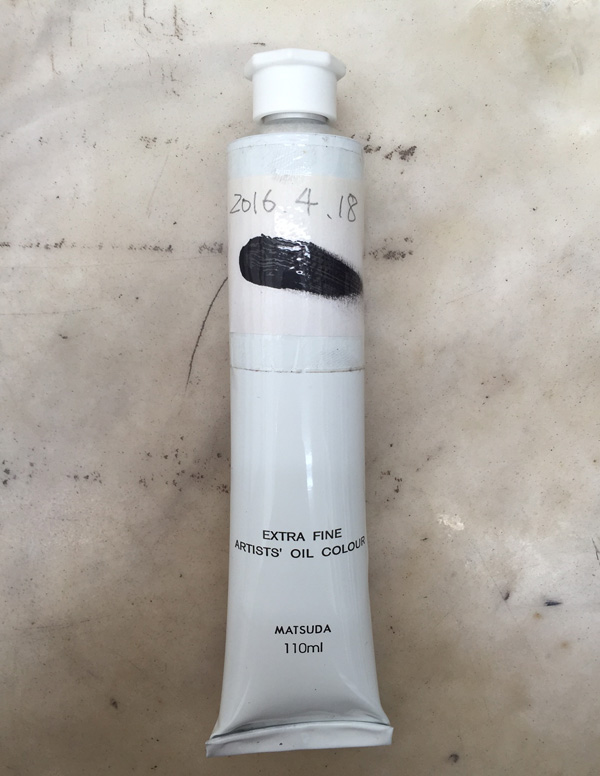 2016.4.18
EXTRA FINE
ARTISTS' OIL COLOUR
MATSUDA
110ml